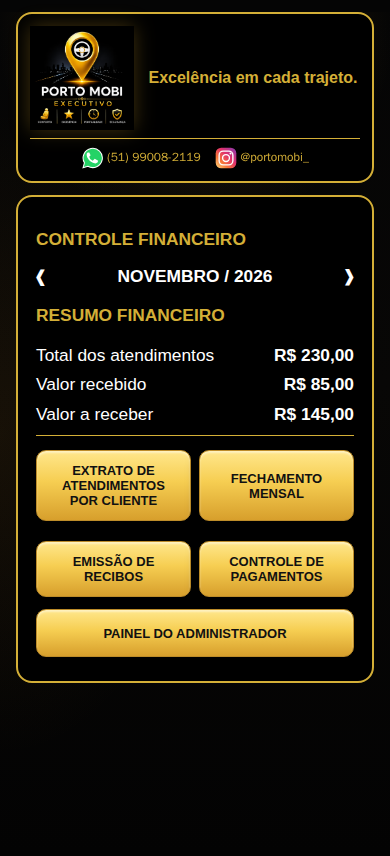 PORTO MOBI
EXECUTIVO
Excelência em cada trajeto.
(51) 99008-2119 @portomobi_
CONTROLE FINANCEIRO
❰ NOVEMBRO / 2026 ❱
RESUMO FINANCEIRO
Total dos atendimentos R$ 230,00
Valor recebido R$ 85,00
Valor a receber R$ 145,00
EXTRATO DE
ATENDIMENTOS
POR CLIENTE
FECHAMENTO
MENSAL
EMISSÃO DE
RECIBOS
CONTROLE DE
PAGAMENTOS
PAINEL DO ADMINISTRADOR